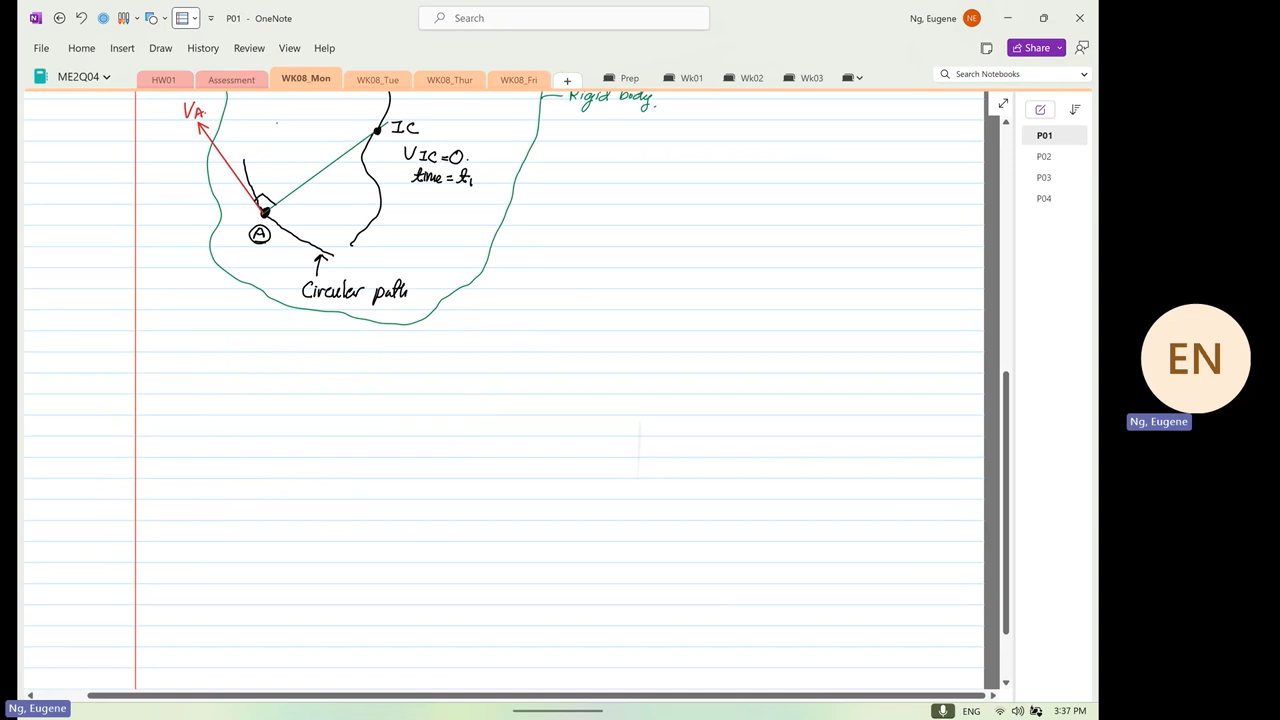 P01 - OneNote
Search
Ng, Eugene
NE
File
Home
Insert
Draw
History
Review
View
Help
Share
ME2Q04
HW01
Assessment
WK08_Mon
WK08_Tue
WK08_Thur
WK08_Fri
Prep
Wk01
Wk02
Wk03
Search Notebooks
Rigid body.
VA.
IC
VIC=0.
time = t1
A
Circular path
P01
P02
P03
P04
EN
Ng, Eugene
Ng, Eugene
ENG
3:37 PM